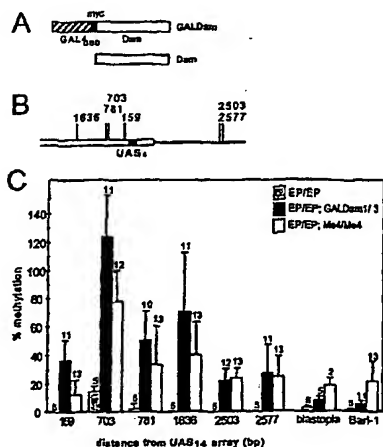 A
myc
GAL4 DBD Dam GALDam
Dam
B
703 2503
1636 781 159 2577
UAS
C
EP/EP
EP/EP; GALDam1/3
EP/EP; Me4/Me4
% methylation
140
120
100
80
60
40
20
0
11
12
11
13
10
13
11
13
12 13
11
13
2
13
159 703 781 1636 2503 2577 blastopia Bari-1
distance from UAS14 array (bp)